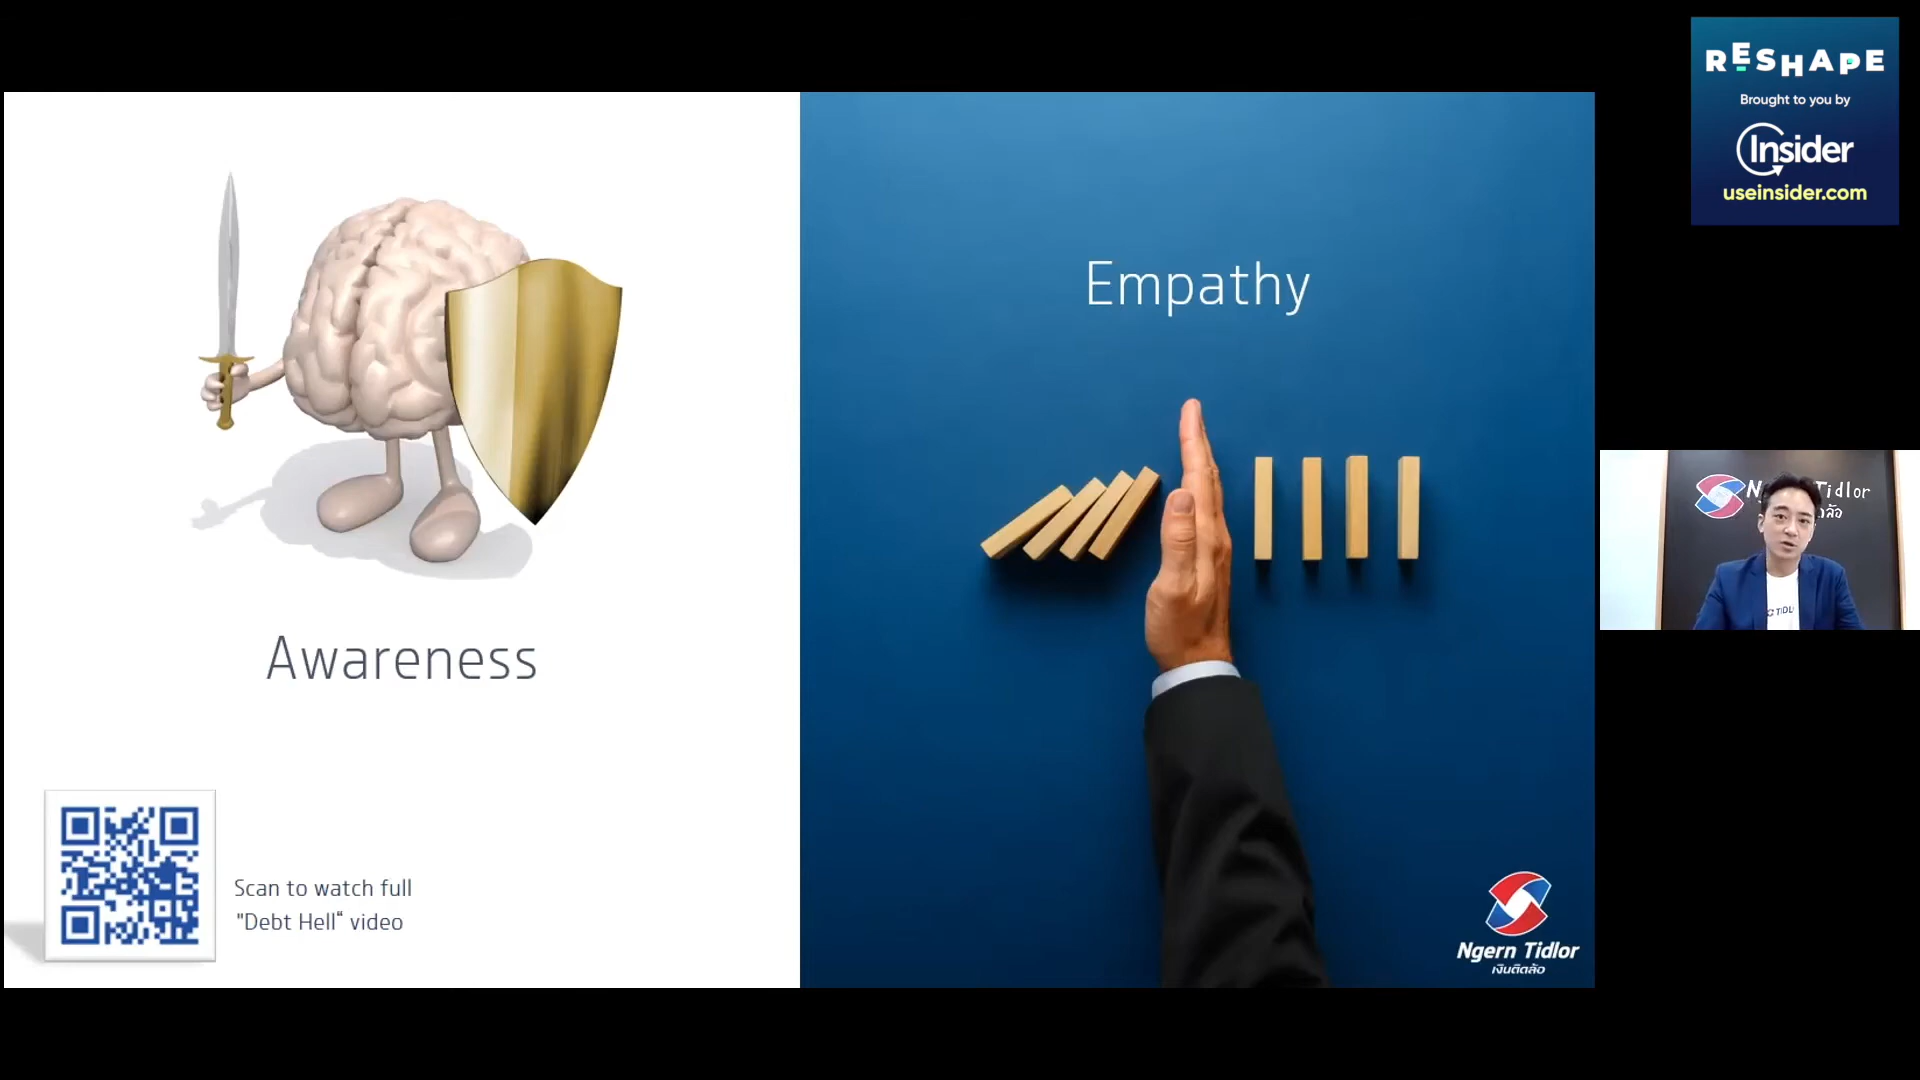 RESHAPE
Brought to you by
Insider
useinsider.com
Empathy
Awareness
Scan to watch full
"Debt Hell“ video
Ngern Tidlor
เงินติดล้อ
Tidlor